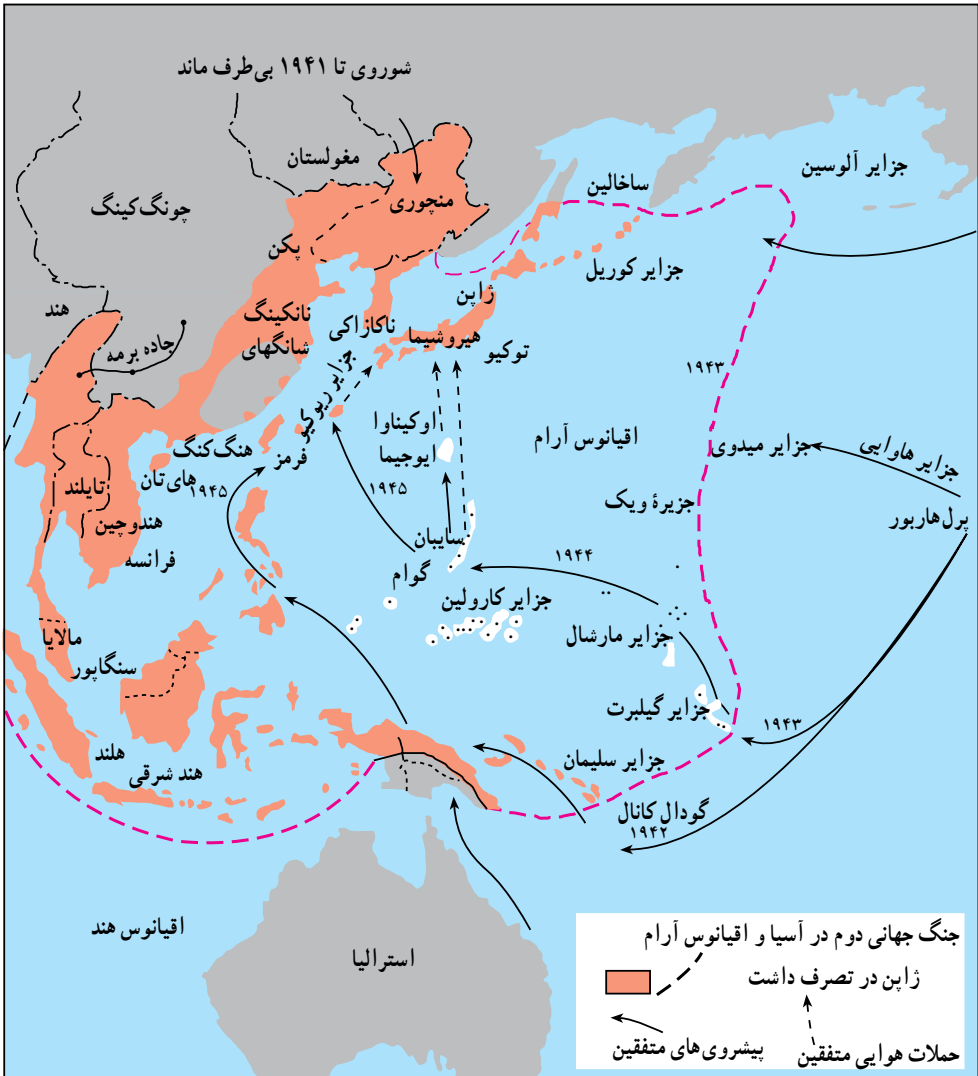 شوروی تا ۱۹۴۱ بی‌طرف ماند
مغولستان
جزایر آلوسین
ساخالین
منچوری
چونگ‌کینگ
پکن
جزایر کوریل
ژاپن
هند
نانکینگ
ناکازاکی
هیروشیما
شانگهای
توکیو
جاده برمه
۱۹۴۳
جزایر ریوکیو
اوکیناوا
ایوجیما
اقیانوس آرام
جزایر میدوی
جزایر هاوایی
هنگ‌کنگ
فرمز
های‌تان
۱۹۴۵
۱۹۴۵
تایلند
جزیرهٔ ویک
پرل‌هاربور
هندوچین
فرانسه
سایبان
گوام
۱۹۴۴
جزایر کارولین
جزایر مارشال
مالایا
سنگاپور
جزایر گیلبرت
۱۹۴۳
هلند
هند شرقی
جزایر سلیمان
گودال کانال
۱۹۴۲
اقیانوس هند
استرالیا
جنگ جهانی دوم در آسیا و اقیانوس آرام
ژاپن در تصرف داشت
پیشروی‌های متفقین
حملات هوایی متفقین